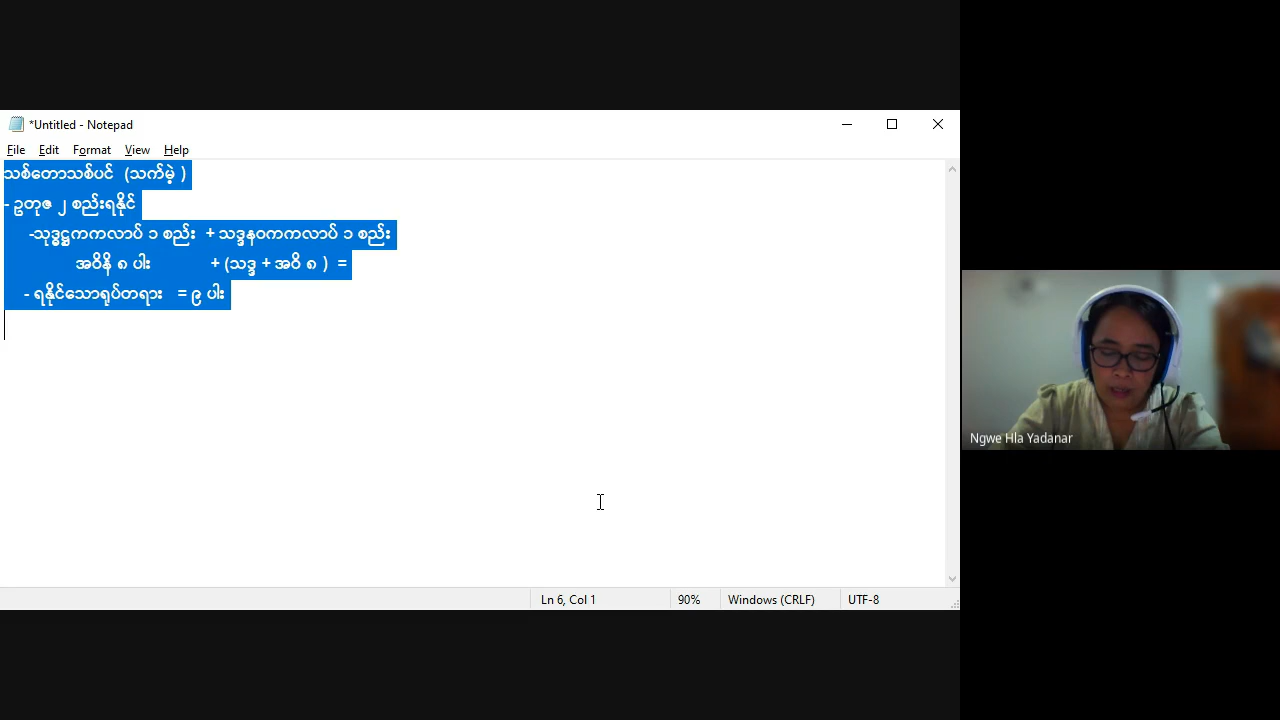 *Untitled - Notepad
File Edit Format View Help
သစ်တောသစ်ပင် (သက်မဲ့ )
- ဥတုဇ ၂ စည်းရနိုင်
-သုဒ္ဓဋ္ဌကကလာပ် ၁ စည်း + သဒ္ဒနဝကကလာပ် ၁ စည်း
အဝိနိ ၈ ပါး + (သဒ္ဒ + အဝိ ၈ ) =
- ရနိုင်သောရုပ်တရား = ၉ ပါး
Ngwe Hla Yadanar
Ln 6, Col 1 90% Windows (CRLF) UTF-8